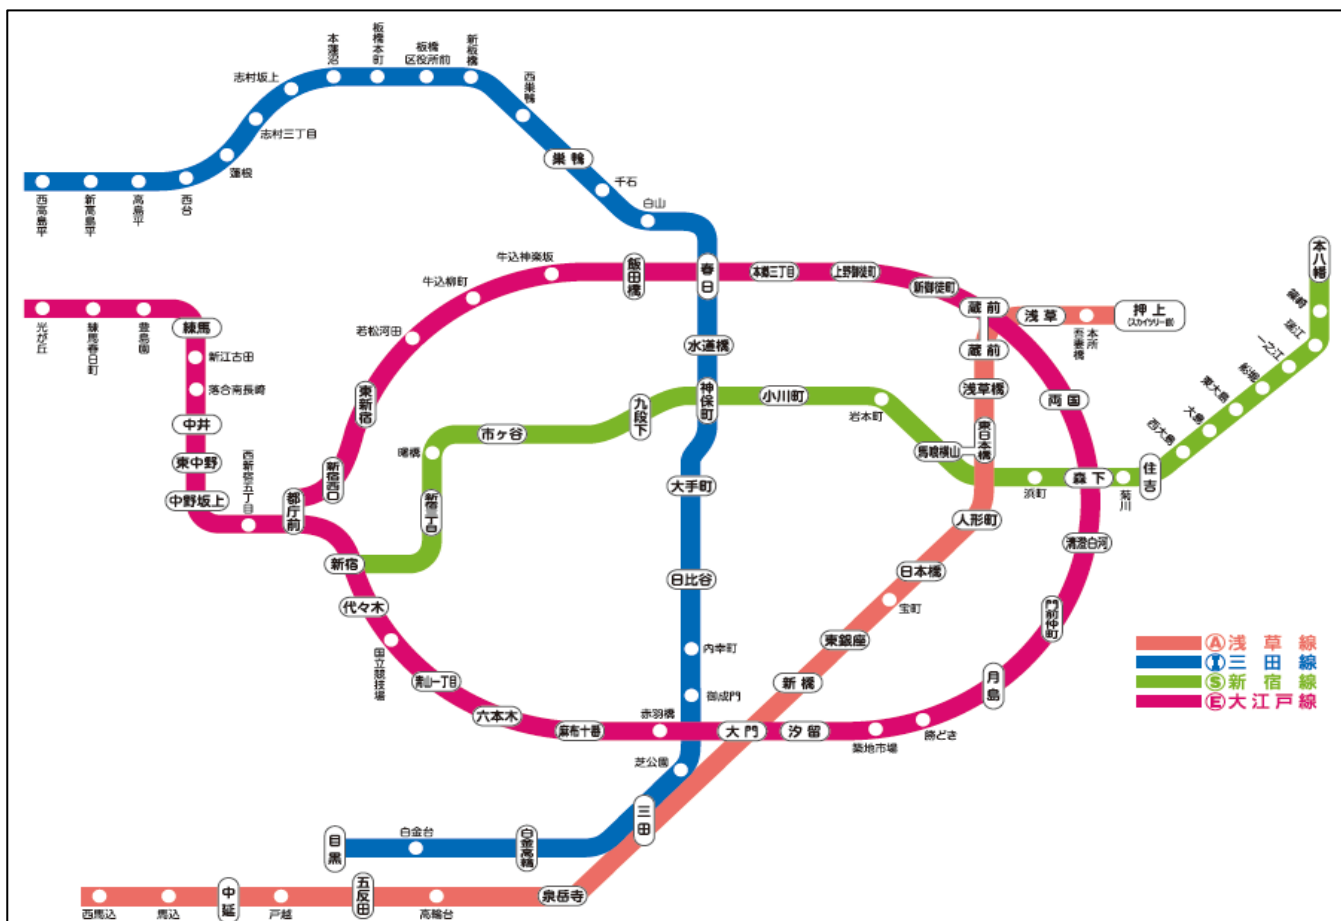 本蓮沼
板橋本町
板橋
区役所前
新板橋
西巣鴨
志村坂上
志村三丁目
蓮根
巣鴨
千石
白山
西高島平
新高島平
高島平
西台
牛込神楽坂
牛込柳町
若松河田
飯田橋
春日
本郷三丁目
上野御徒町
新御徒町
蔵前
蔵前
浅草
本所
吾妻橋
押上
(スカイツリー前)
本八幡
篠崎
瑞江
一之江
船堀
東大島
大島
西大島
住吉
光が丘
練馬春日町
豊島園
練馬
新江古田
落合南長崎
中井
東中野
中野坂上
西新宿五丁目
都庁前
新宿西口
東新宿
水道橋
神保町
九段下
市ヶ谷
曙橋
新宿三丁目
新宿
小川町
岩本町
馬喰横山
浅草橋
東日本橋
両国
浜町
森下
菊川
大手町
人形町
清澄白河
日比谷
日本橋
宝町
門前仲町
代々木
国立競技場
青山一丁目
六本木
麻布十番
赤羽橋
内幸町
御成門
東銀座
新橋
大門
汐留
築地市場
勝どき
月島
芝公園
三田
目黒
白金台
白金高輪
西馬込
馬込
中延
戸越
五反田
高輪台
泉岳寺
A 浅草線
I 三田線
S 新宿線
E 大江戸線